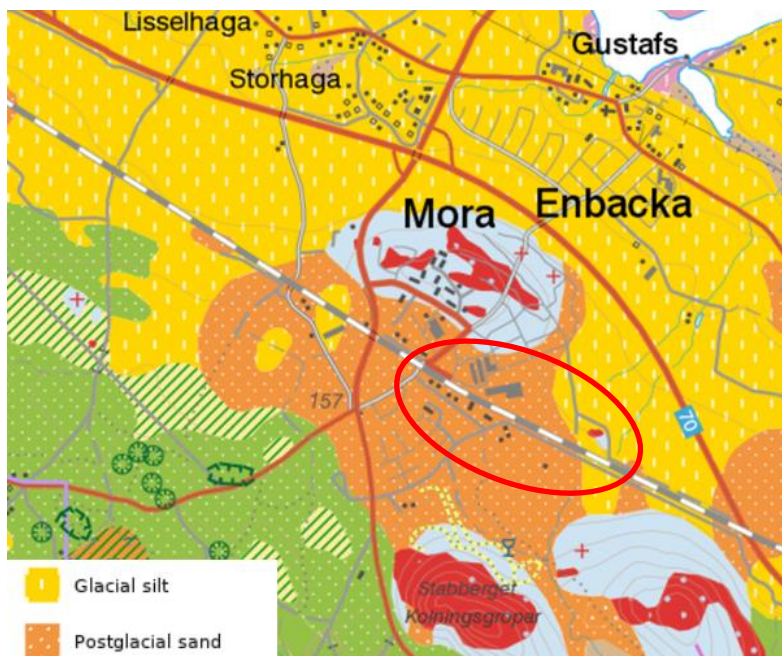 Lisselhaga
Gustafs
Storhaga
Mora
Enbacka
157
70
Stabberget
Kolningsgropar
Glacial silt
Postglacial sand